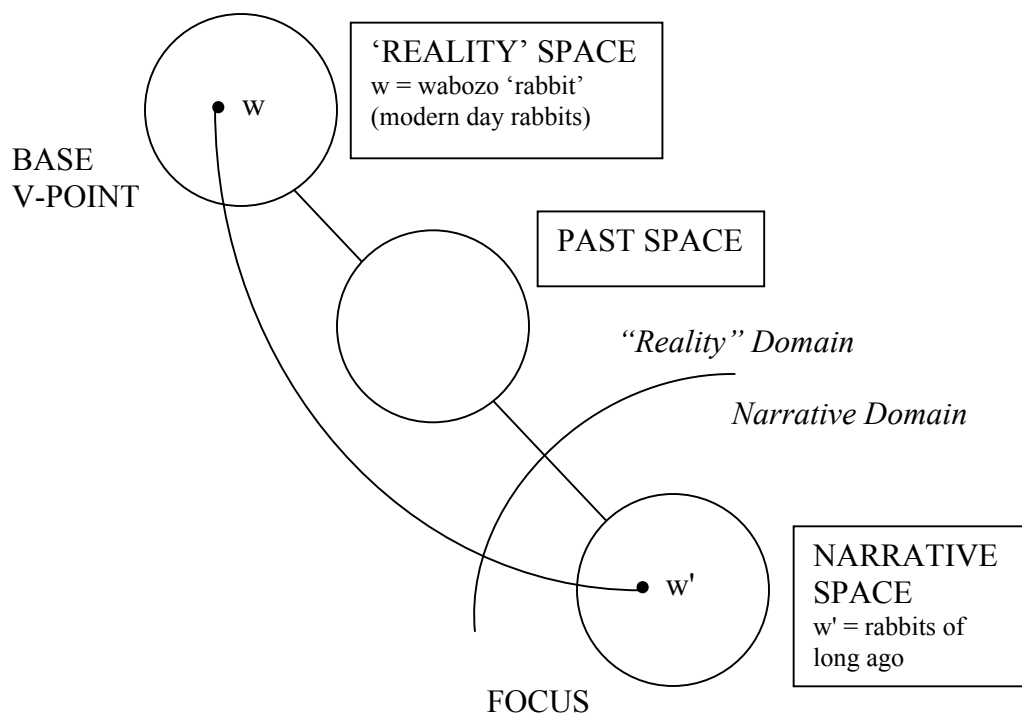 ‘REALITY’ SPACE
w = wabozo ‘rabbit’
(modern day rabbits)
w
BASE
V-POINT
PAST SPACE
“Reality” Domain
Narrative Domain
w'
NARRATIVE
SPACE
w' = rabbits of
long ago
FOCUS